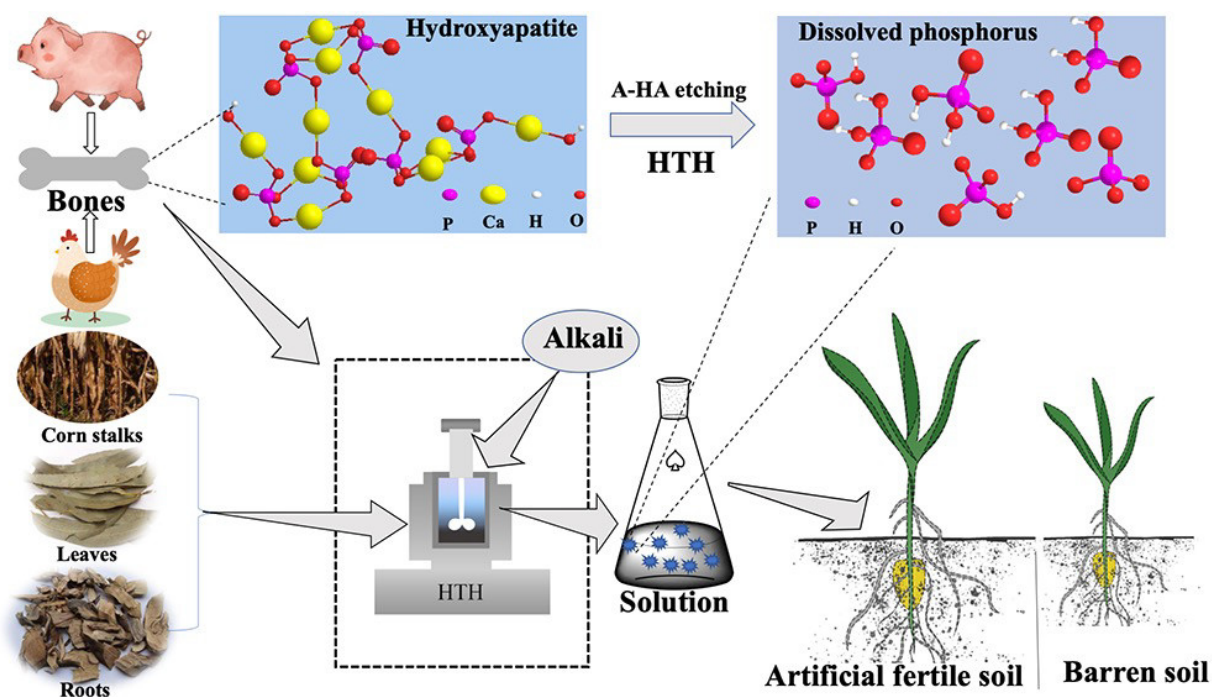 Hydroxyapatite
P
Ca
H
O
A-HA etching
HTH
Dissolved phosphorus
P
H
O
Bones
Alkali
Corn stalks
Leaves
Roots
HTH
Solution
Artificial fertile soil
Barren soil